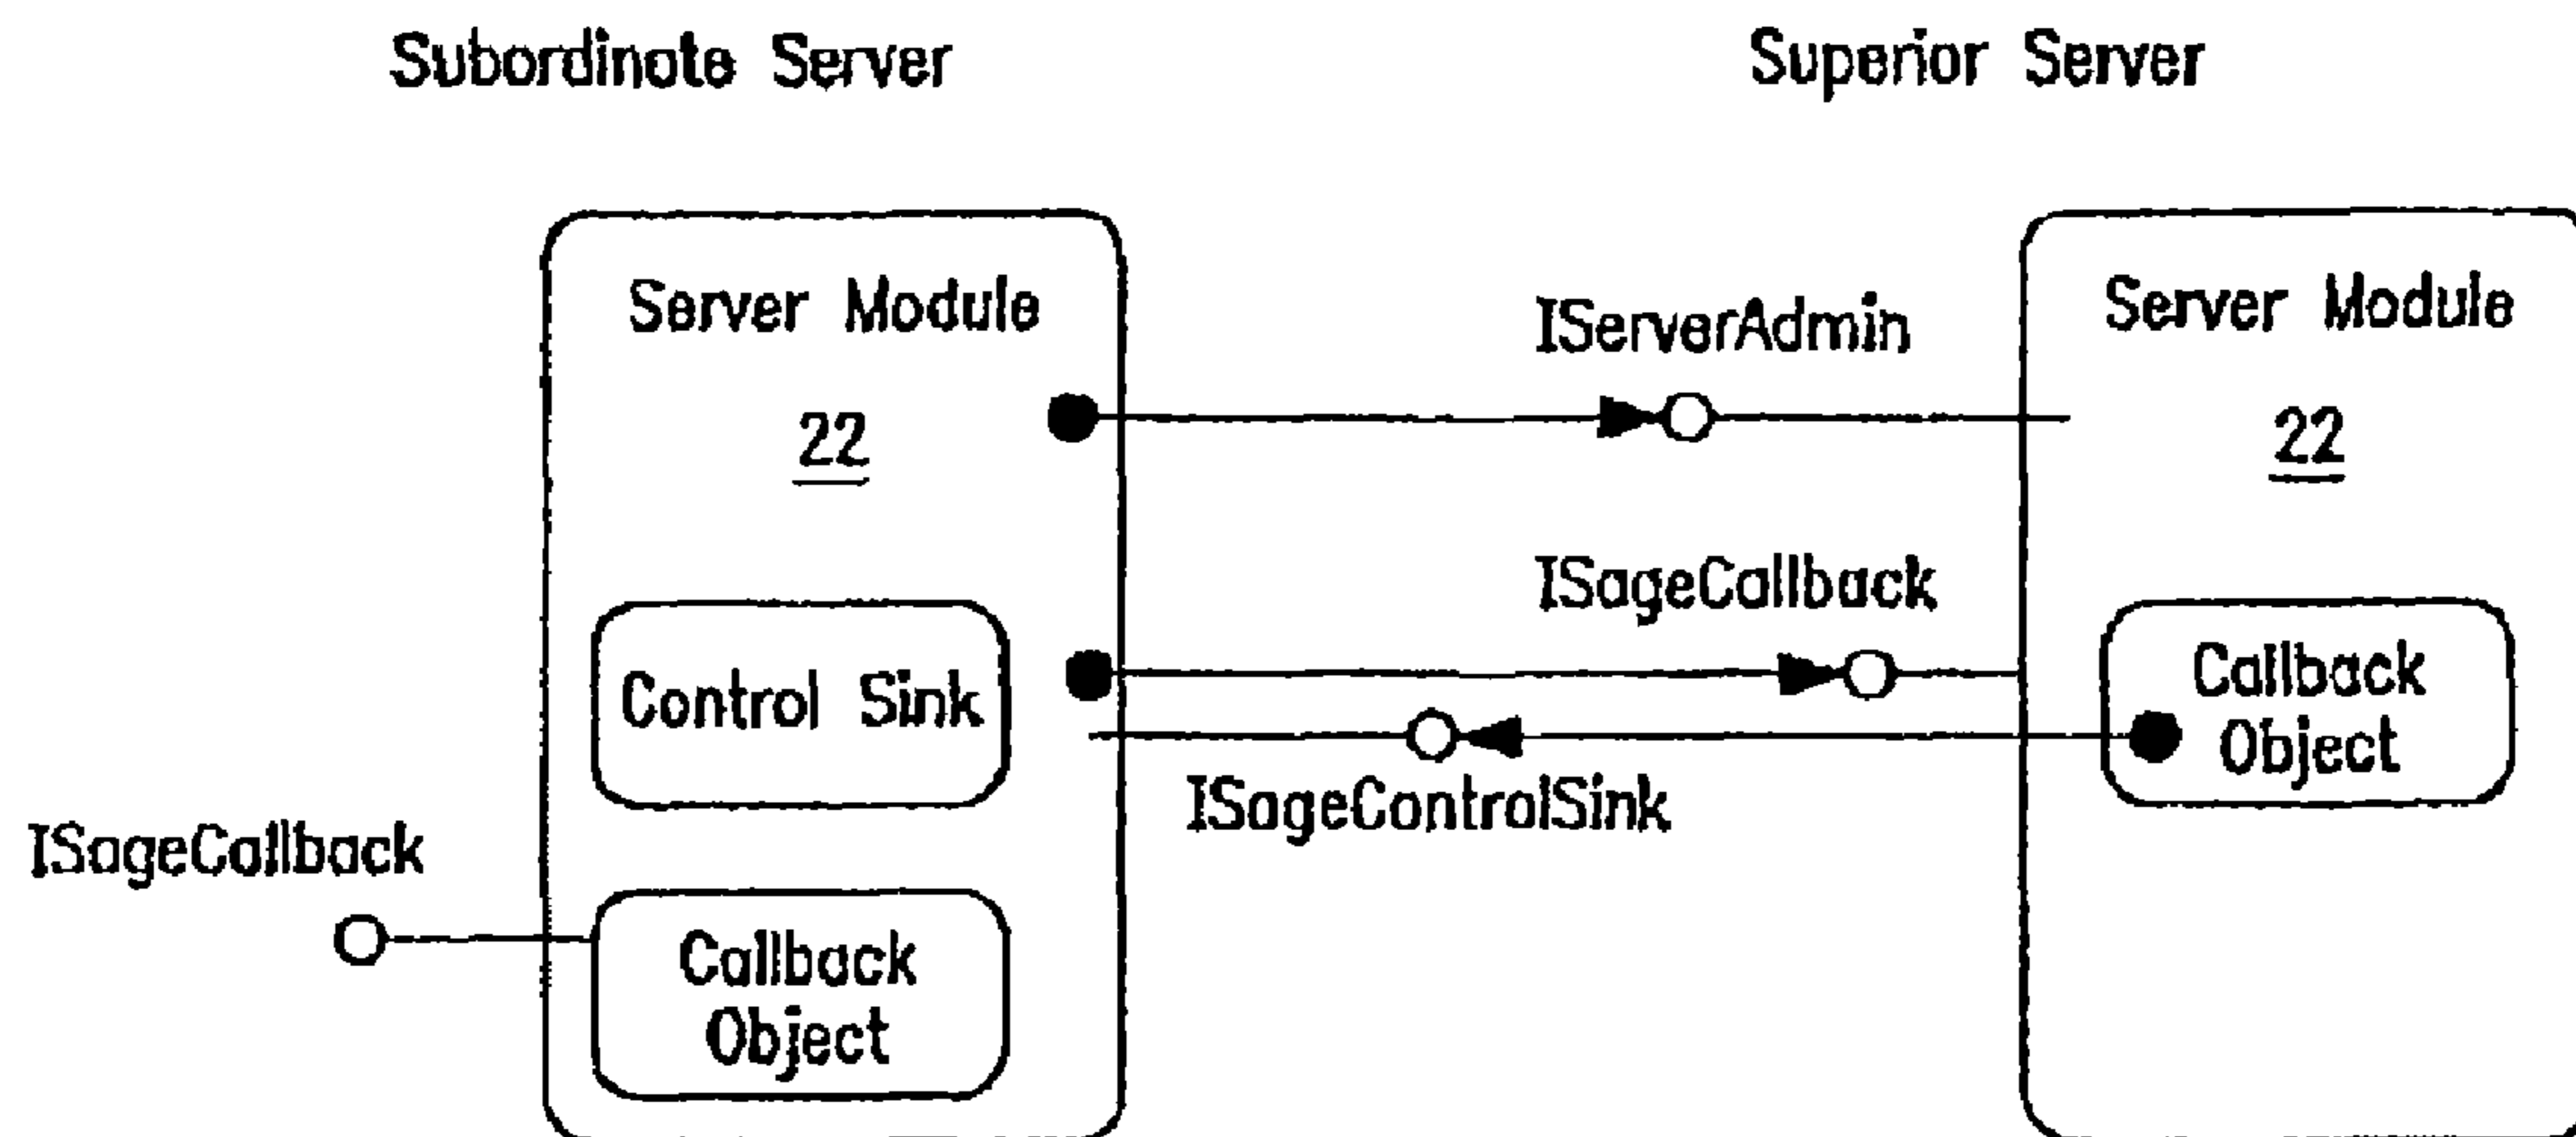 Subordinate Server
Superior Server
Server Module
22
IServerAdmin
Server Module
22
ISageCallback
Control Sink
Callback
Object
ISageControlSink
ISageCallback
Callback
Object